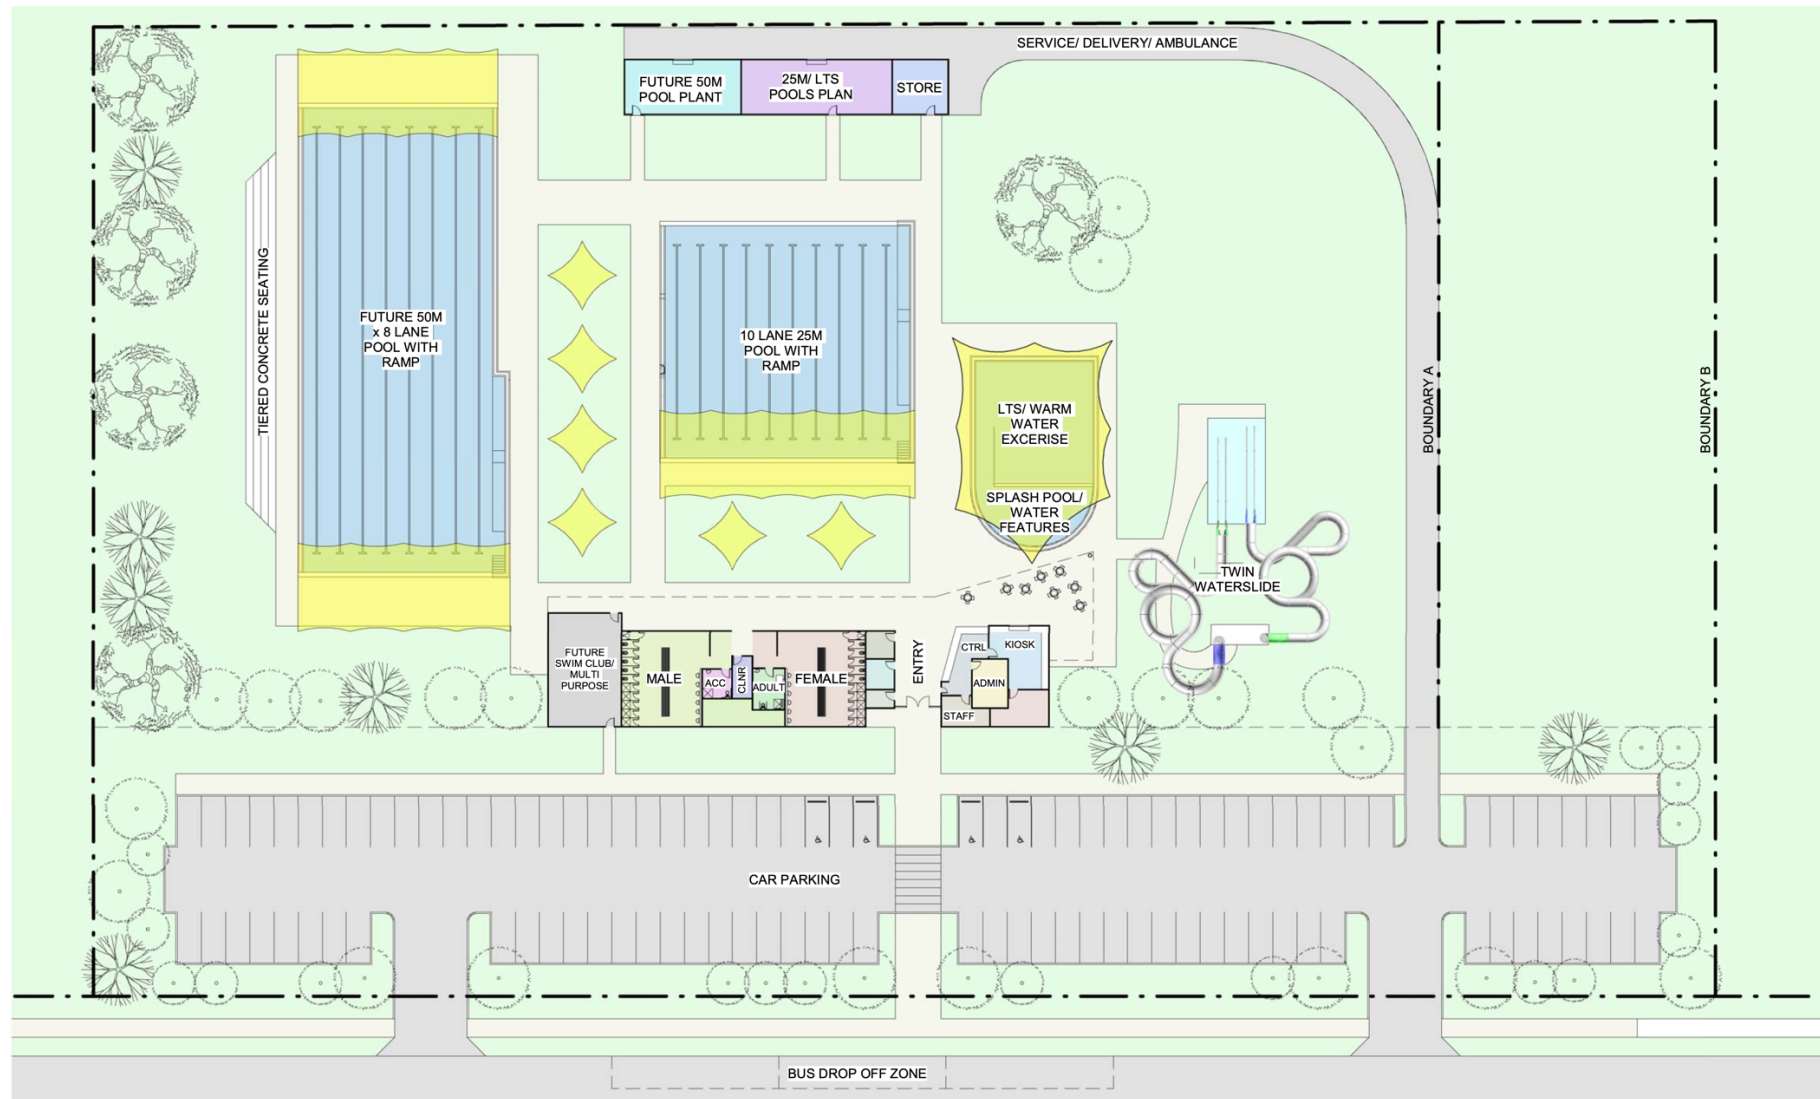 SERVICE/ DELIVERY/ AMBULANCE
FUTURE 50M
POOL PLANT
25M/ LTS
POOLS PLAN
STORE
TIERED CONCRETE SEATING
FUTURE 50M
x 8 LANE
POOL WITH
RAMP
10 LANE 25M
POOL WITH
RAMP
LTS/ WARM
WATER
EXCERISE
SPLASH POOL/
WATER
FEATURES
BOUNDARY A
BOUNDARY B
TWIN
WATERSLIDE
FUTURE
SWIM CLUB/
MULTI
PURPOSE
MALE
ACC
CLNR
ADULT
FEMALE
ENTRY
CTRL
KIOSK
ADMIN
STAFF
CAR PARKING
BUS DROP OFF ZONE